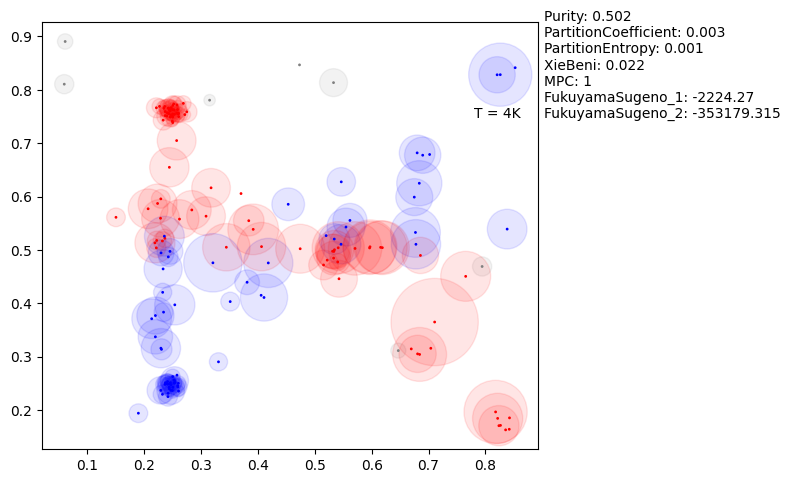 Purity: 0.502
PartitionCoefficient: 0.003
PartitionEntropy: 0.001
XieBeni: 0.022
MPC: 1
FukuyamaSugeno_1: -2224.27
FukuyamaSugeno_2: -353179.315
T = 4K
0.9
0.8
0.7
0.6
0.5
0.4
0.3
0.2
0.1 0.2 0.3 0.4 0.5 0.6 0.7 0.8